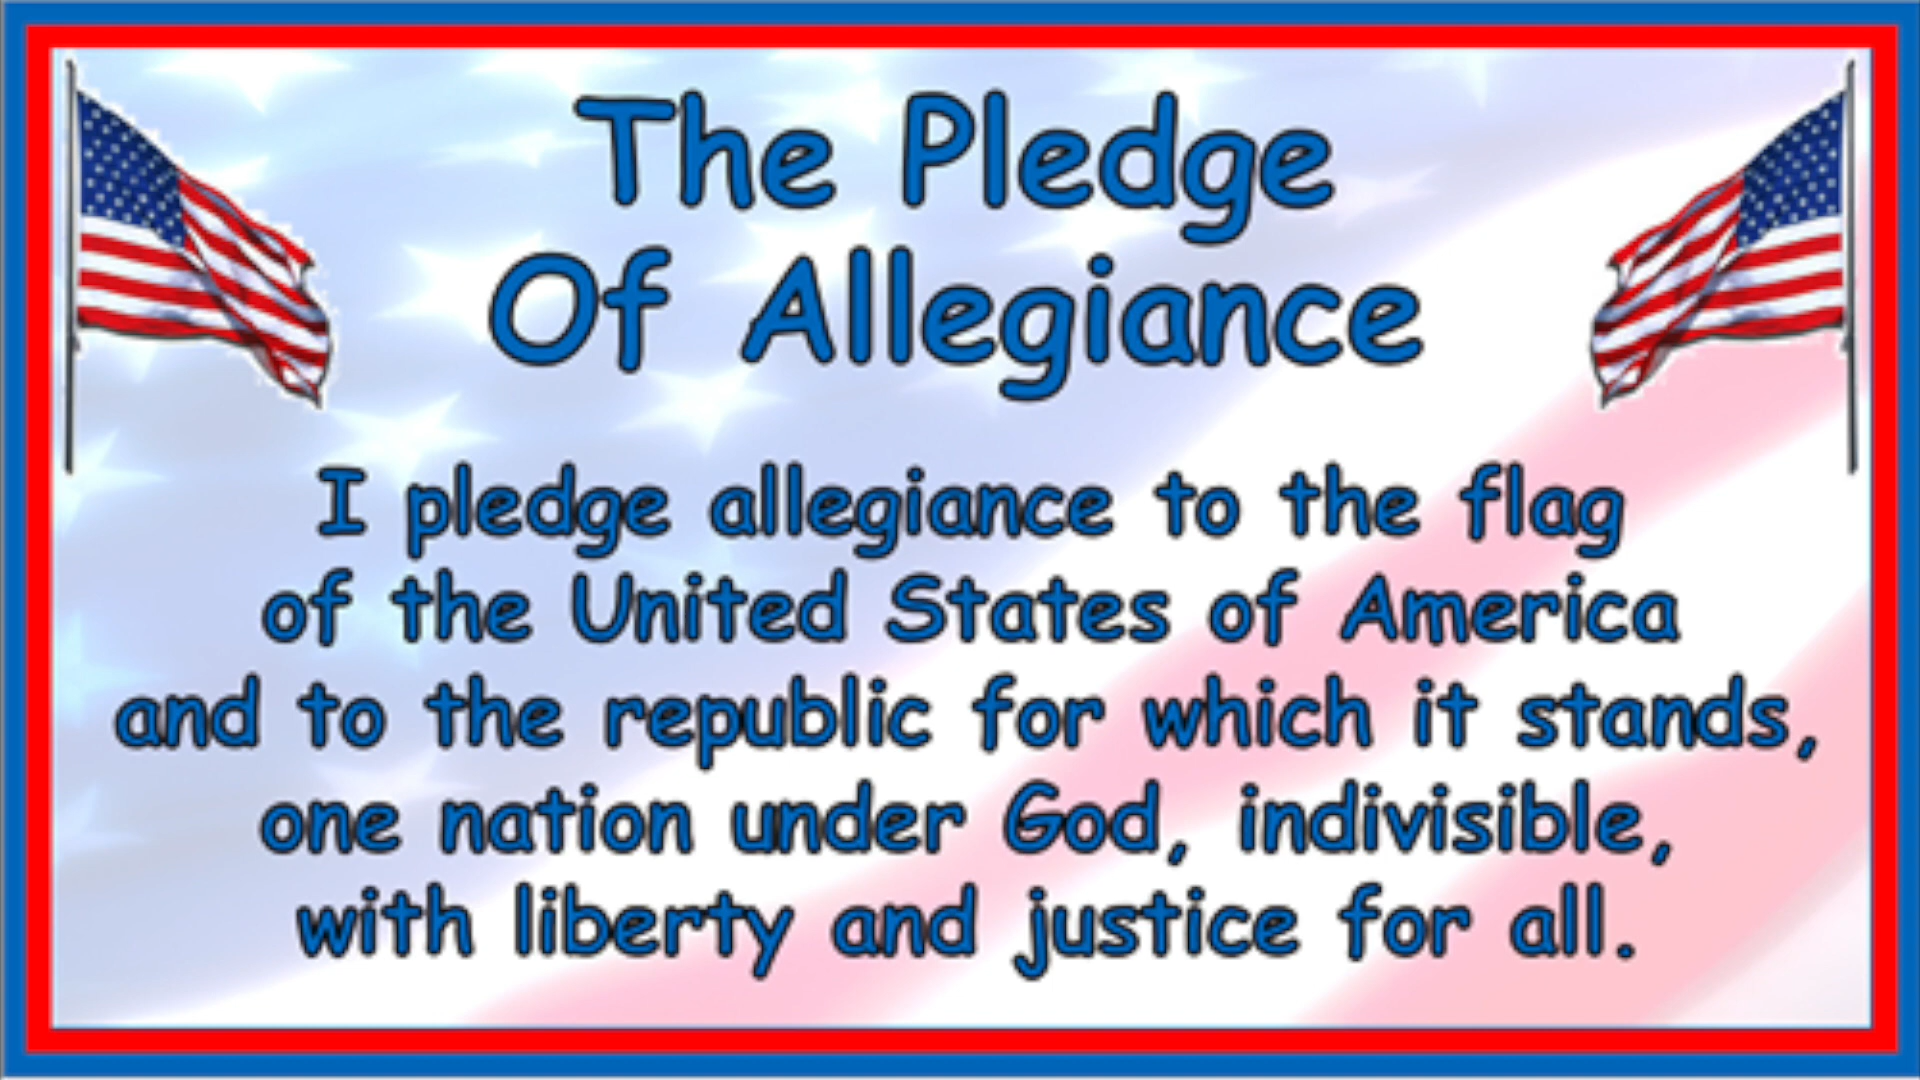 The Pledge
Of Allegiance
I pledge allegiance to the flag
of the United States of America
and to the republic for which it stands,
one nation under God, indivisible,
with liberty and justice for all.